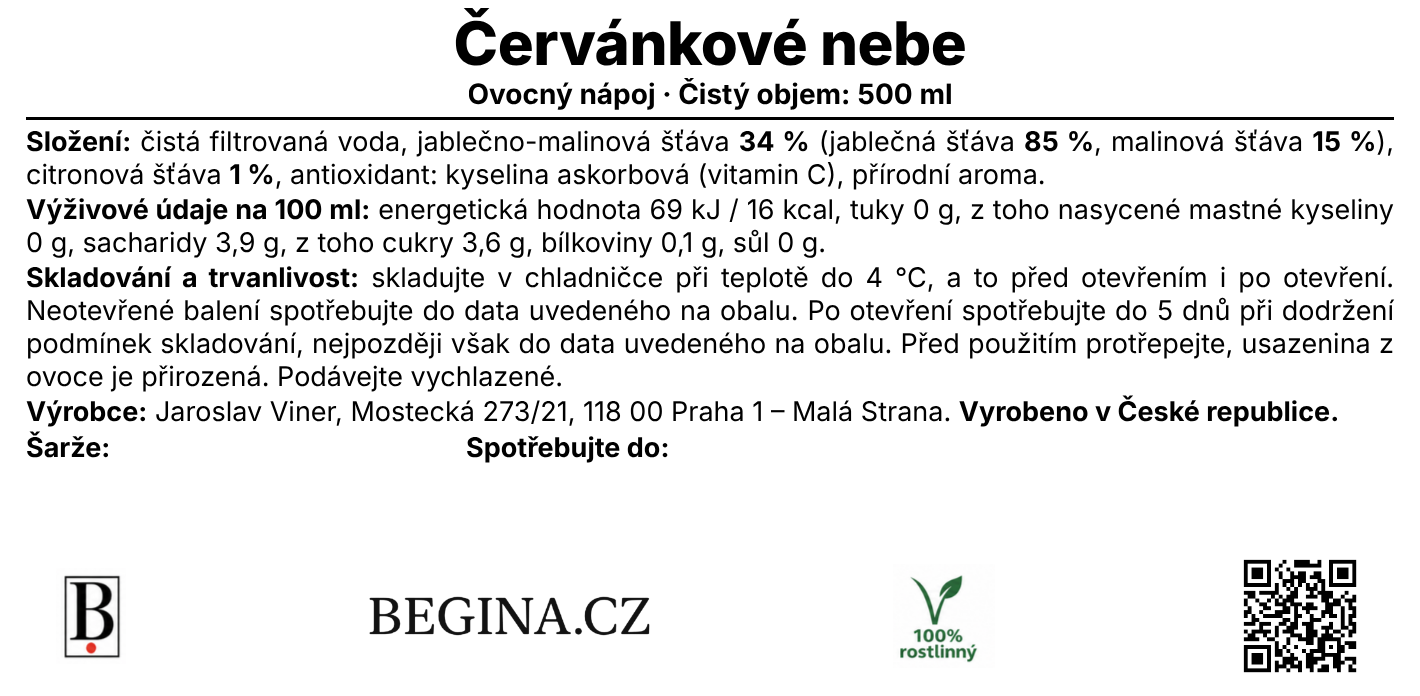 Červánkové nebe
Ovocný nápoj · Čistý objem: 500 ml
Složení: čistá filtrovaná voda, jablečno-malinová šťáva 34 % (jablečná šťáva 85 %, malinová šťáva 15 %),
citronová šťáva 1 %, antioxidant: kyselina askorbová (vitamin C), přírodní aroma.
Výživové údaje na 100 ml: energetická hodnota 69 kJ / 16 kcal, tuky 0 g, z toho nasycené mastné kyseliny
0 g, sacharidy 3,9 g, z toho cukry 3,6 g, bílkoviny 0,1 g, sůl 0 g.
Skladování a trvanlivost: skladujte v chladničce při teplotě do 4 °C, a to před otevřením i po otevření.
Neotevřené balení spotřebujte do data uvedeného na obalu. Po otevření spotřebujte do 5 dnů při dodržení
podmínek skladování, nejpozději však do data uvedeného na obalu. Před použitím protřepejte, usazenina z
ovoce je přirozená. Podávejte vychlazené.
Výrobce: Jaroslav Viner, Mostecká 273/21, 118 00 Praha 1 – Malá Strana. Vyrobeno v České republice.
Šarže: Spotřebujte do:
B
BEGINA.CZ
100%
rostlinný